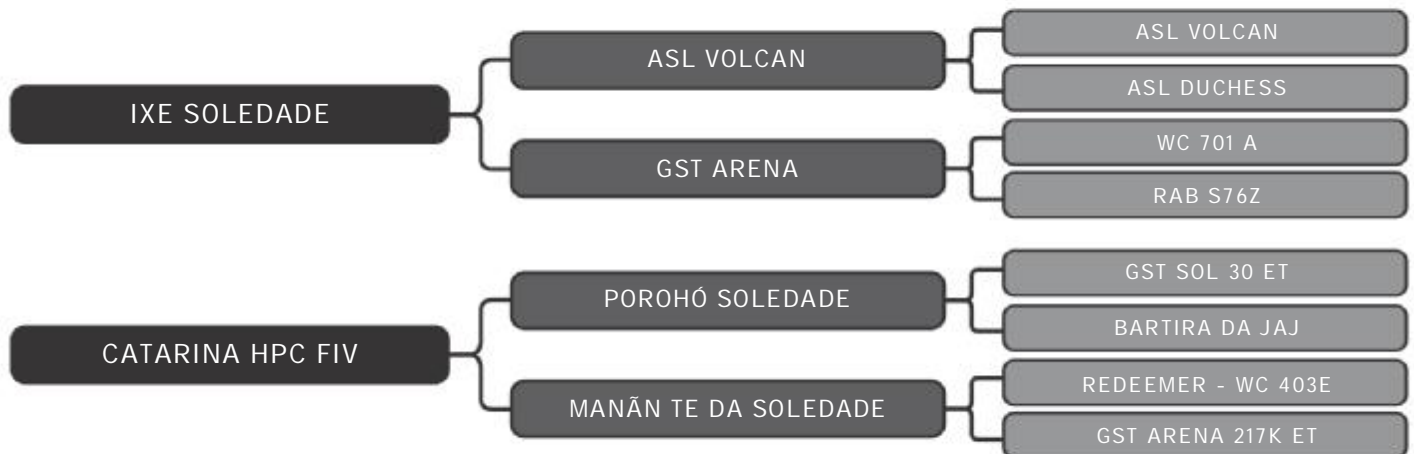 IXE SOLEDADE
ASL VOLCAN
GST ARENA
ASL VOLCAN
ASL DUCHESS
WC 701 A
RAB S76Z
CATARINA HPC FIV
POROHÓ SOLEDADE
MANÃN TE DA SOLEDADE
GST SOL 30 ET
BARTIRA DA JAJ
REDEEMER - WC 403E
GST ARENA 217K ET